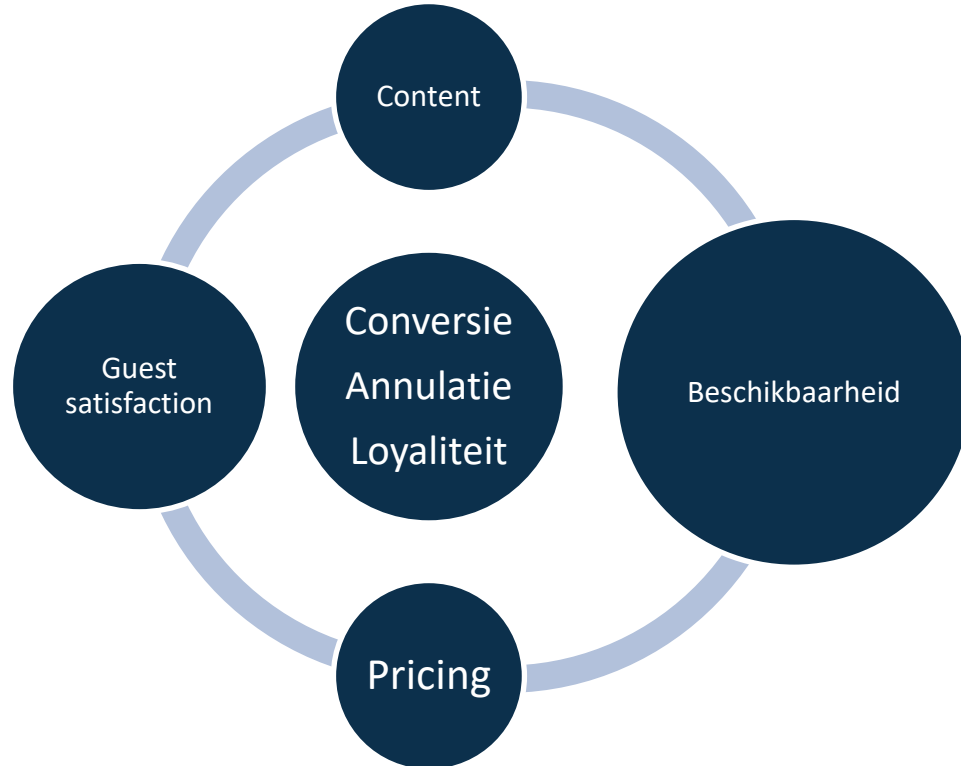 Content
Conversie
Annulatie
Loyaliteit
Guest
satisfaction
Beschikbaarheid
Pricing